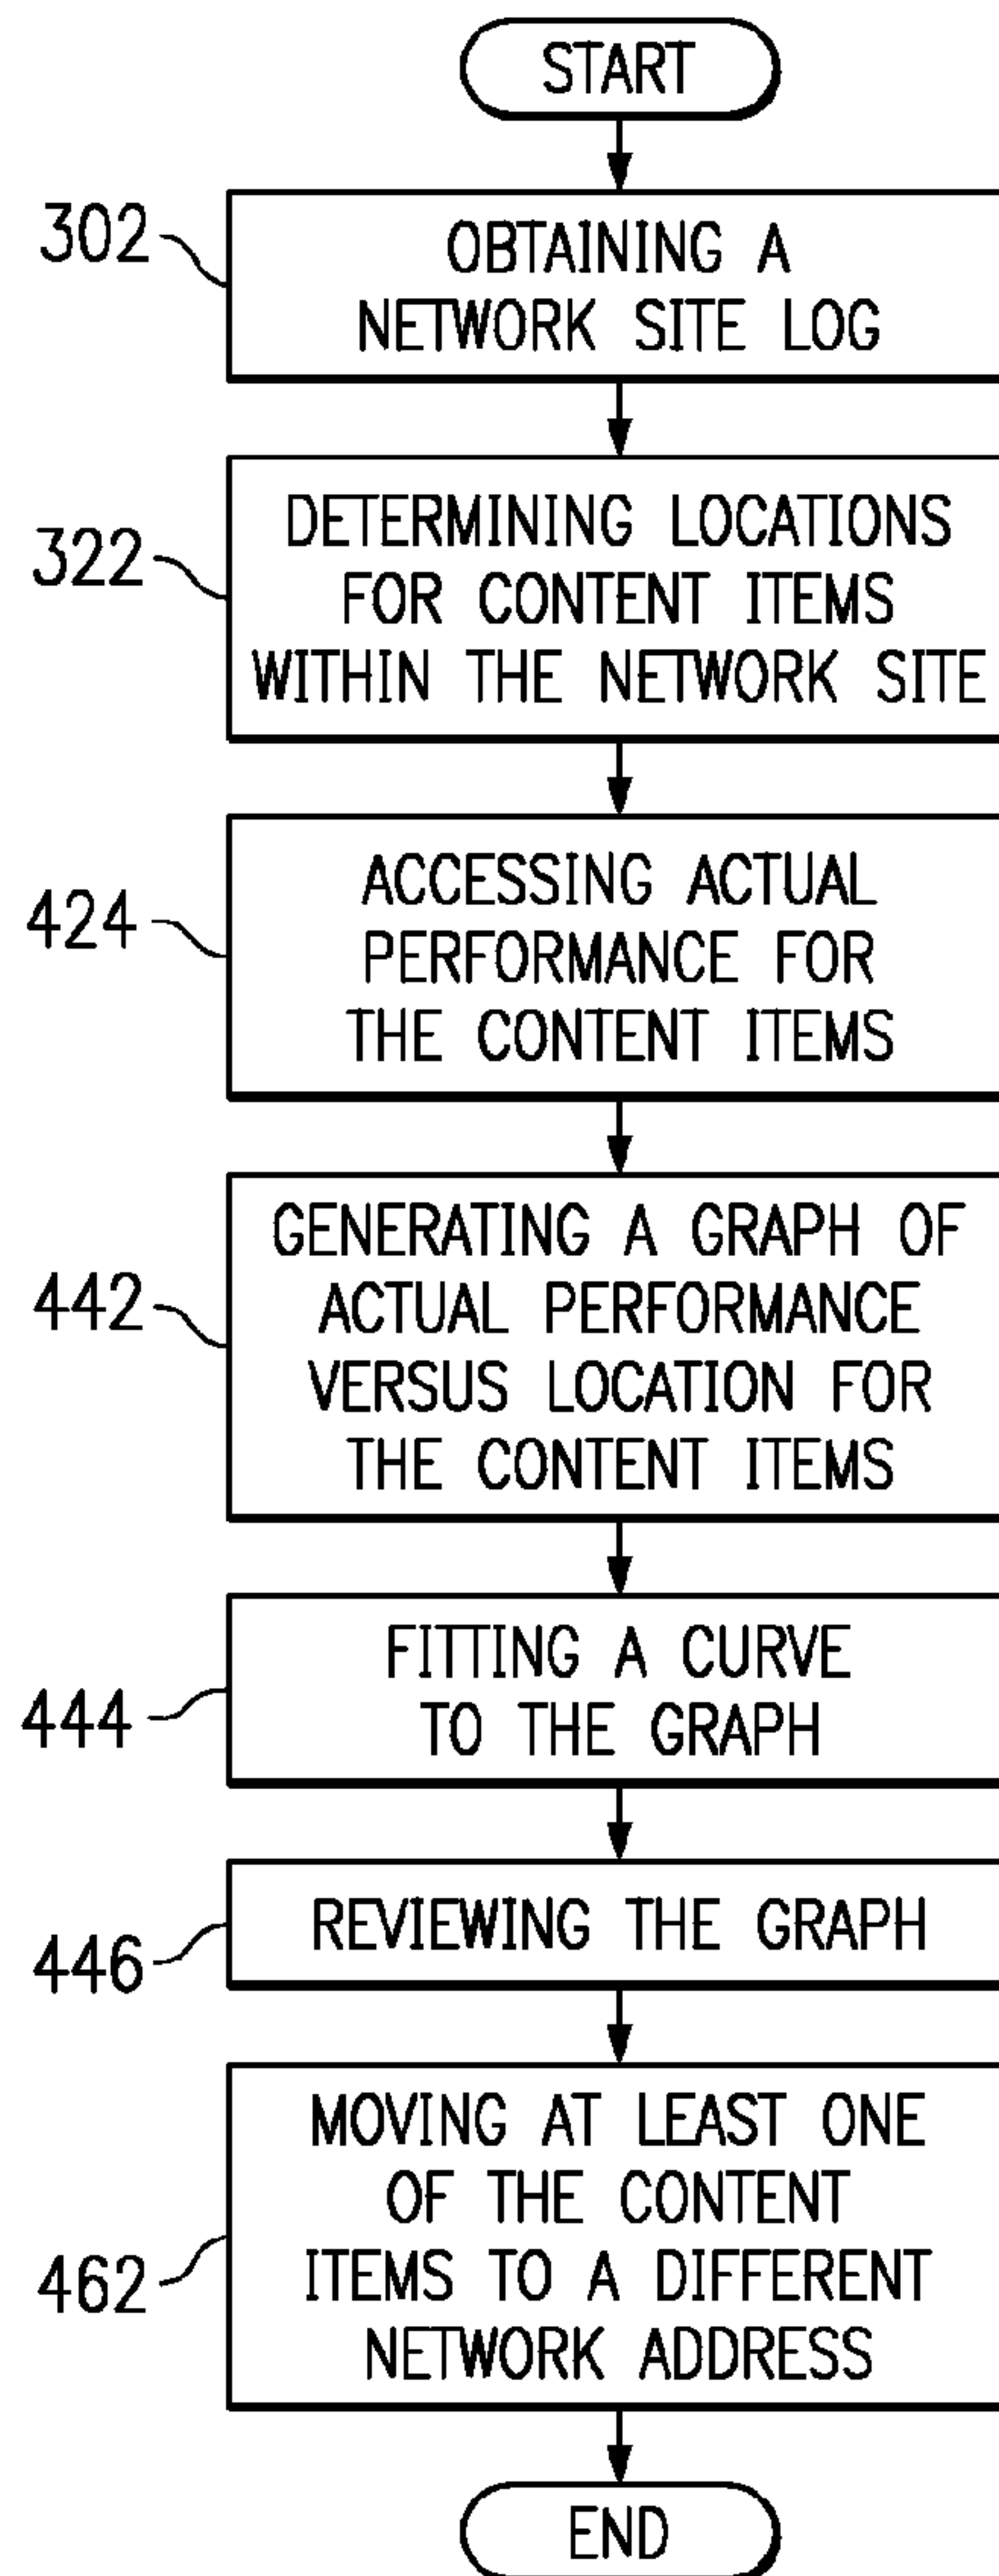 START
302
OBTAINING A
NETWORK SITE LOG
322
DETERMINING LOCATIONS
FOR CONTENT ITEMS
WITHIN THE NETWORK SITE
424
ACCESSING ACTUAL
PERFORMANCE FOR
THE CONTENT ITEMS
442
GENERATING A GRAPH OF
ACTUAL PERFORMANCE
VERSUS LOCATION FOR
THE CONTENT ITEMS
444
FITTING A CURVE
TO THE GRAPH
446
REVIEWING THE GRAPH
462
MOVING AT LEAST ONE
OF THE CONTENT
ITEMS TO A DIFFERENT
NETWORK ADDRESS
END